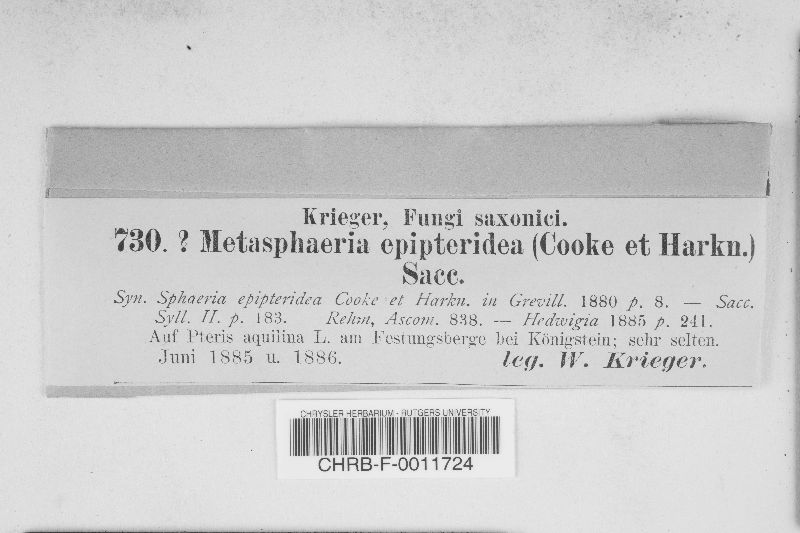 Krieger, Fungi saxonici.
730. ? Metasphaeria epipteridea (Cooke et Harkn.)
Sacc.
Syn. Sphaeria epipteridea Cooke et Harkn. in Grevill. 1880 p. 8. — Sacc.
Syll. II. p. 183. Rehm, Ascom. 838. — Hedwigia 1885 p. 241.
Auf Pteris aquilina L. am Festungsberge bei Königstein; sehr selten.
Juni 1885 u. 1886. leg. W. Krieger.
CHRYSLER HERBARIUM - RUTGERS UNIVERSITY
CHRB-F-0011724